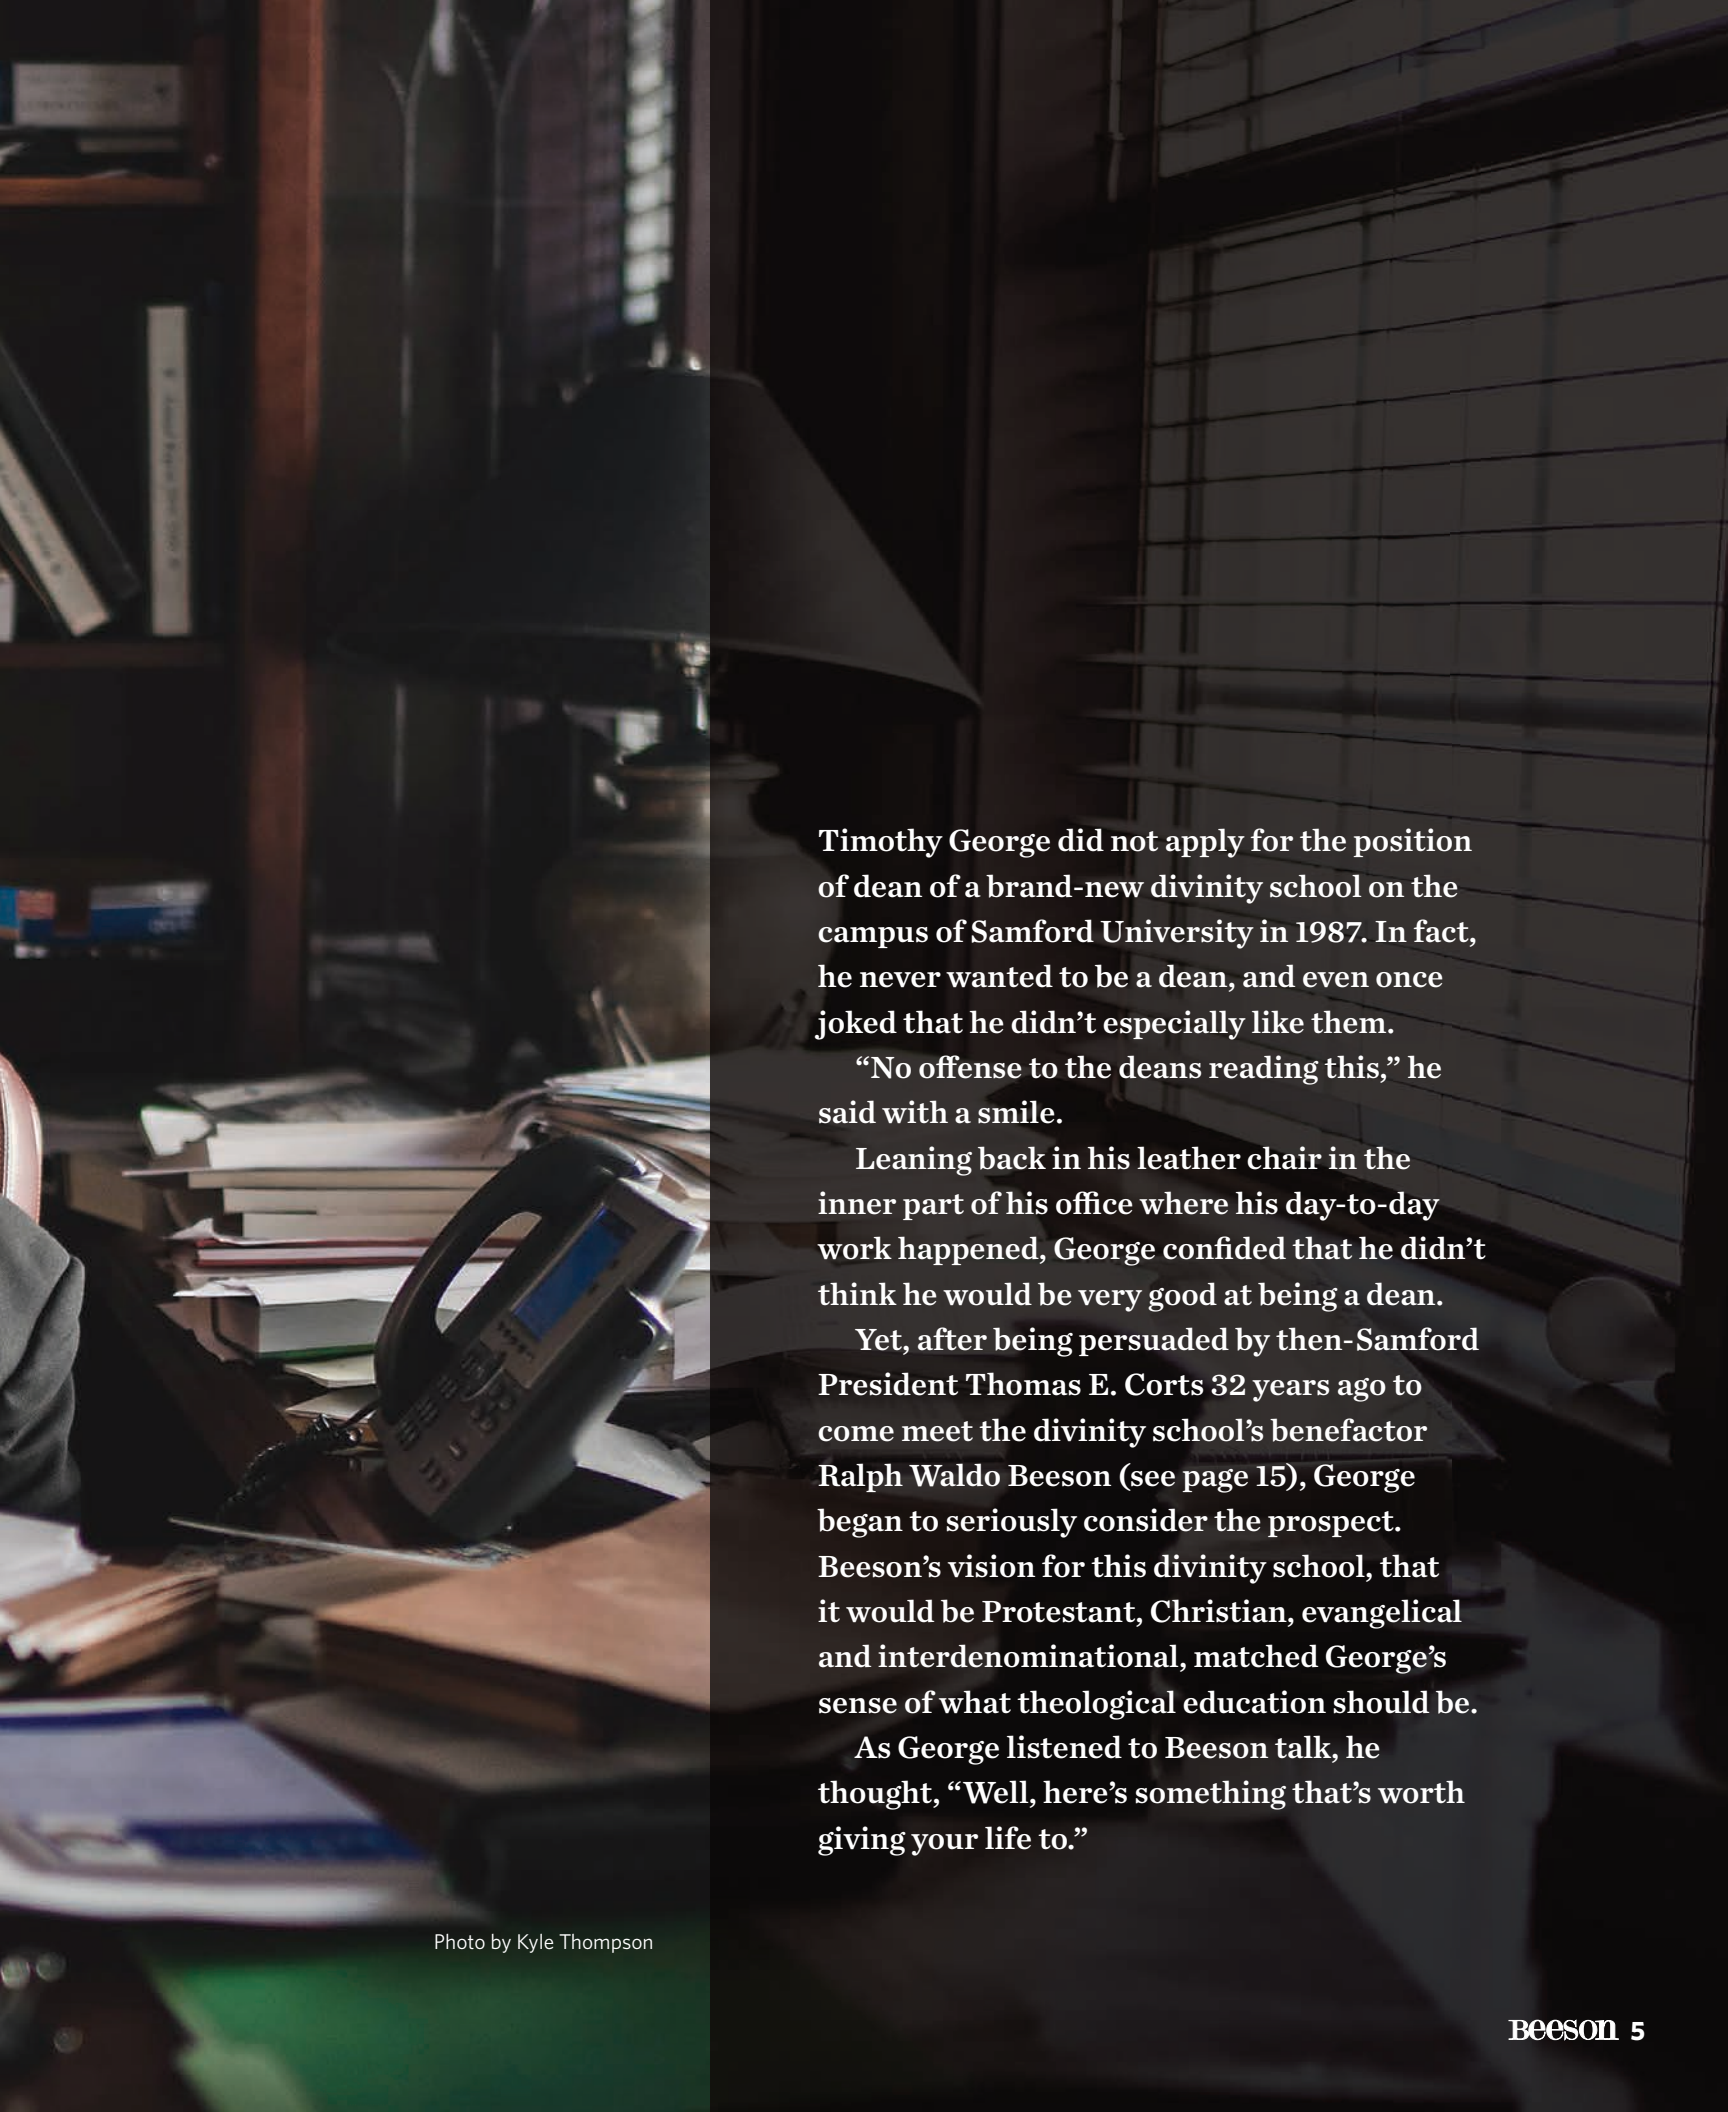 Timothy George did not apply for the position
of dean of a brand-new divinity school on the
campus of Samford University in 1987. In fact,
he never wanted to be a dean, and even once
joked that he didn’t especially like them.
“No offense to the deans reading this,” he
said with a smile.
Leaning back in his leather chair in the
inner part of his office where his day-to-day
work happened, George confided that he didn’t
think he would be very good at being a dean.
Yet, after being persuaded by then-Samford
President Thomas E. Corts 32 years ago to
come meet the divinity school’s benefactor
Ralph Waldo Beeson (see page 15), George
began to seriously consider the prospect.
Beeson’s vision for this divinity school, that
it would be Protestant, Christian, evangelical
and interdenominational, matched George’s
sense of what theological education should be.
As George listened to Beeson talk, he
thought, “Well, here’s something that’s worth
giving your life to.”
Photo by Kyle Thompson
Beeson 5